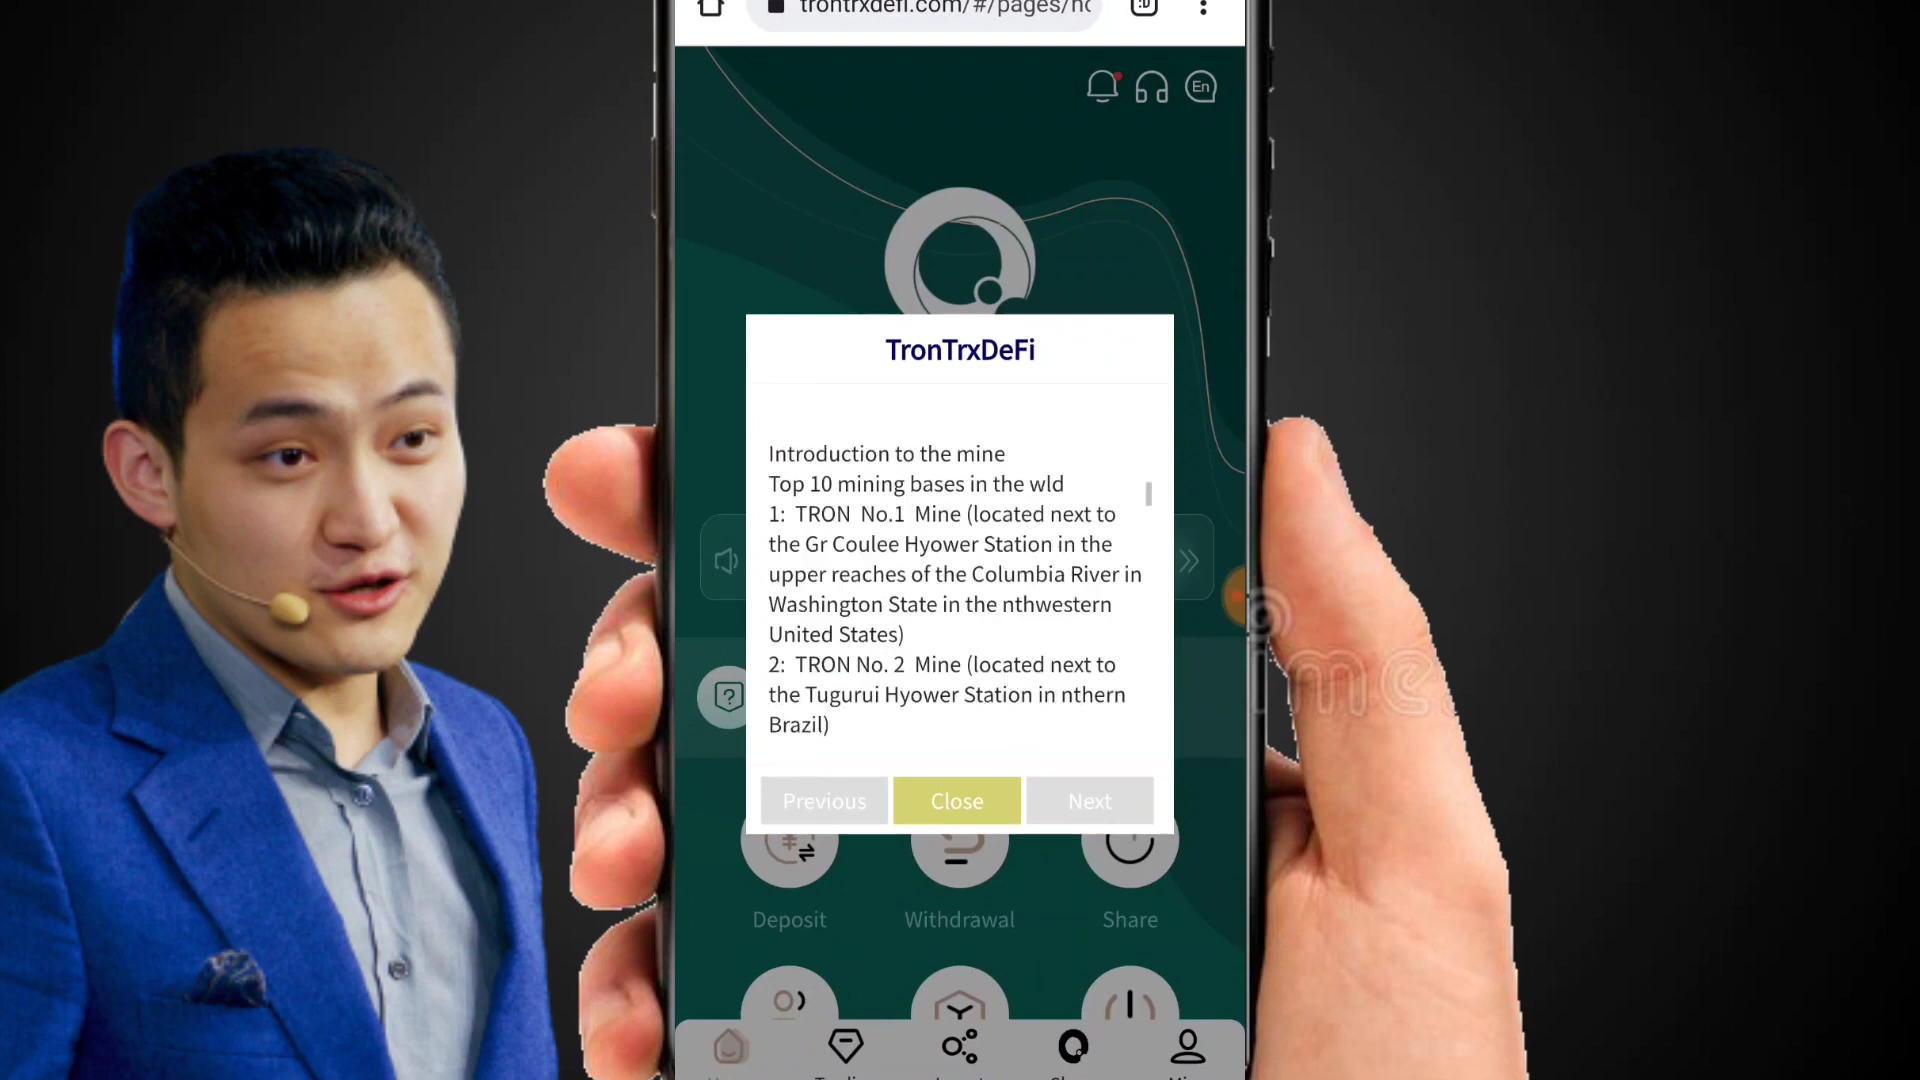 trontrxdefi.com/#/pages/ho
:D
En
TronTrxDeFi
Introduction to the mine
Top 10 mining bases in the wld
1: TRON No.1 Mine (located next to
the Gr Coulee Hyower Station in the
upper reaches of the Columbia River in
Washington State in the nthwestern
United States)
2: TRON No. 2 Mine (located next to
the Tugurui Hyower Station in nthern
Brazil)
Previous
Close
Next
Deposit
Withdrawal
Share